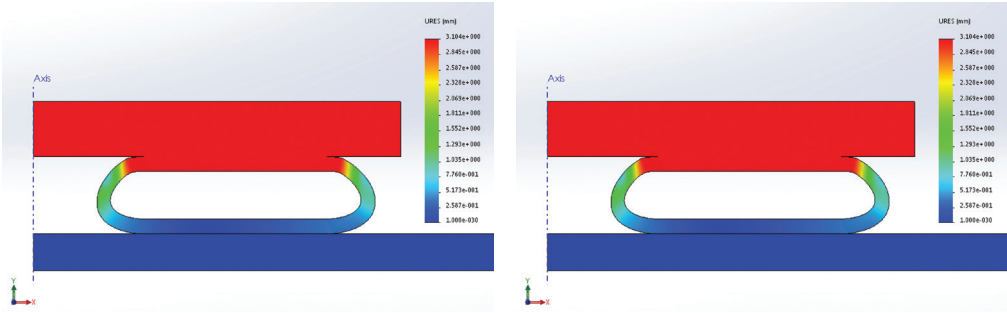 URES (mm)
3.104e+000
2.845e+000
2.587e+000
2.328e+000
2.069e+000
1.811e+000
1.552e+000
1.293e+000
1.035e+000
7.760e-001
5.173e-001
2.587e-001
1.000e-030
Axis
Y
X
URES (mm)
3.104e+000
2.845e+000
2.587e+000
2.328e+000
2.069e+000
1.811e+000
1.552e+000
1.293e+000
1.035e+000
7.760e-001
5.173e-001
2.587e-001
1.000e-030
Axis
Y
X